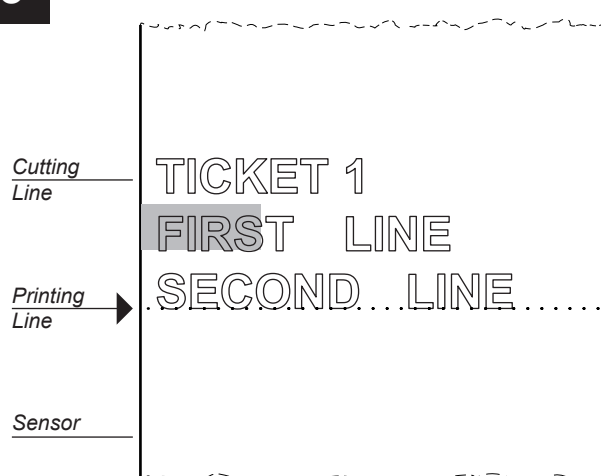 Cutting
Line
TICKET 1
FIRST LINE
Printing
Line
SECOND LINE
Sensor